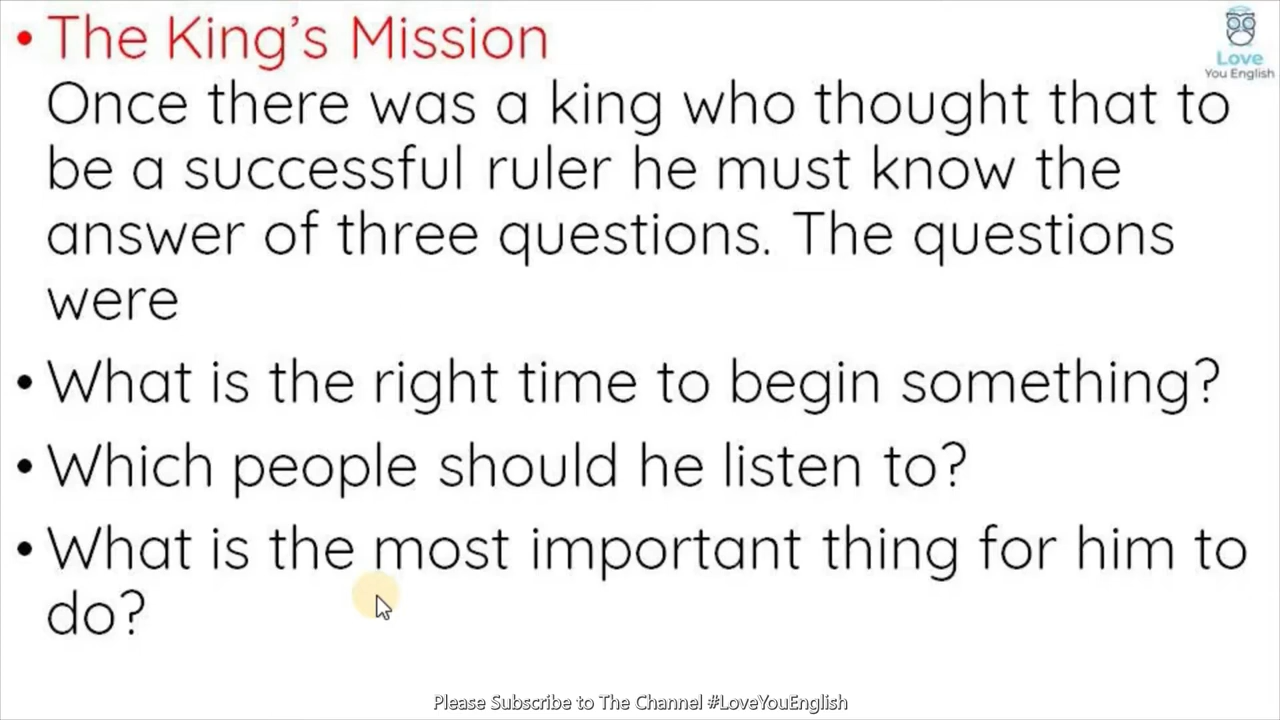 • The King's Mission
Love
You English
Once there was a king who thought that to
be a successful ruler he must know the
answer of three questions. The questions
were
• What is the right time to begin something?
• Which people should he listen to?
• What is the most important thing for him to
do?
Please Subscribe to The Channel #LoveYouEnglish